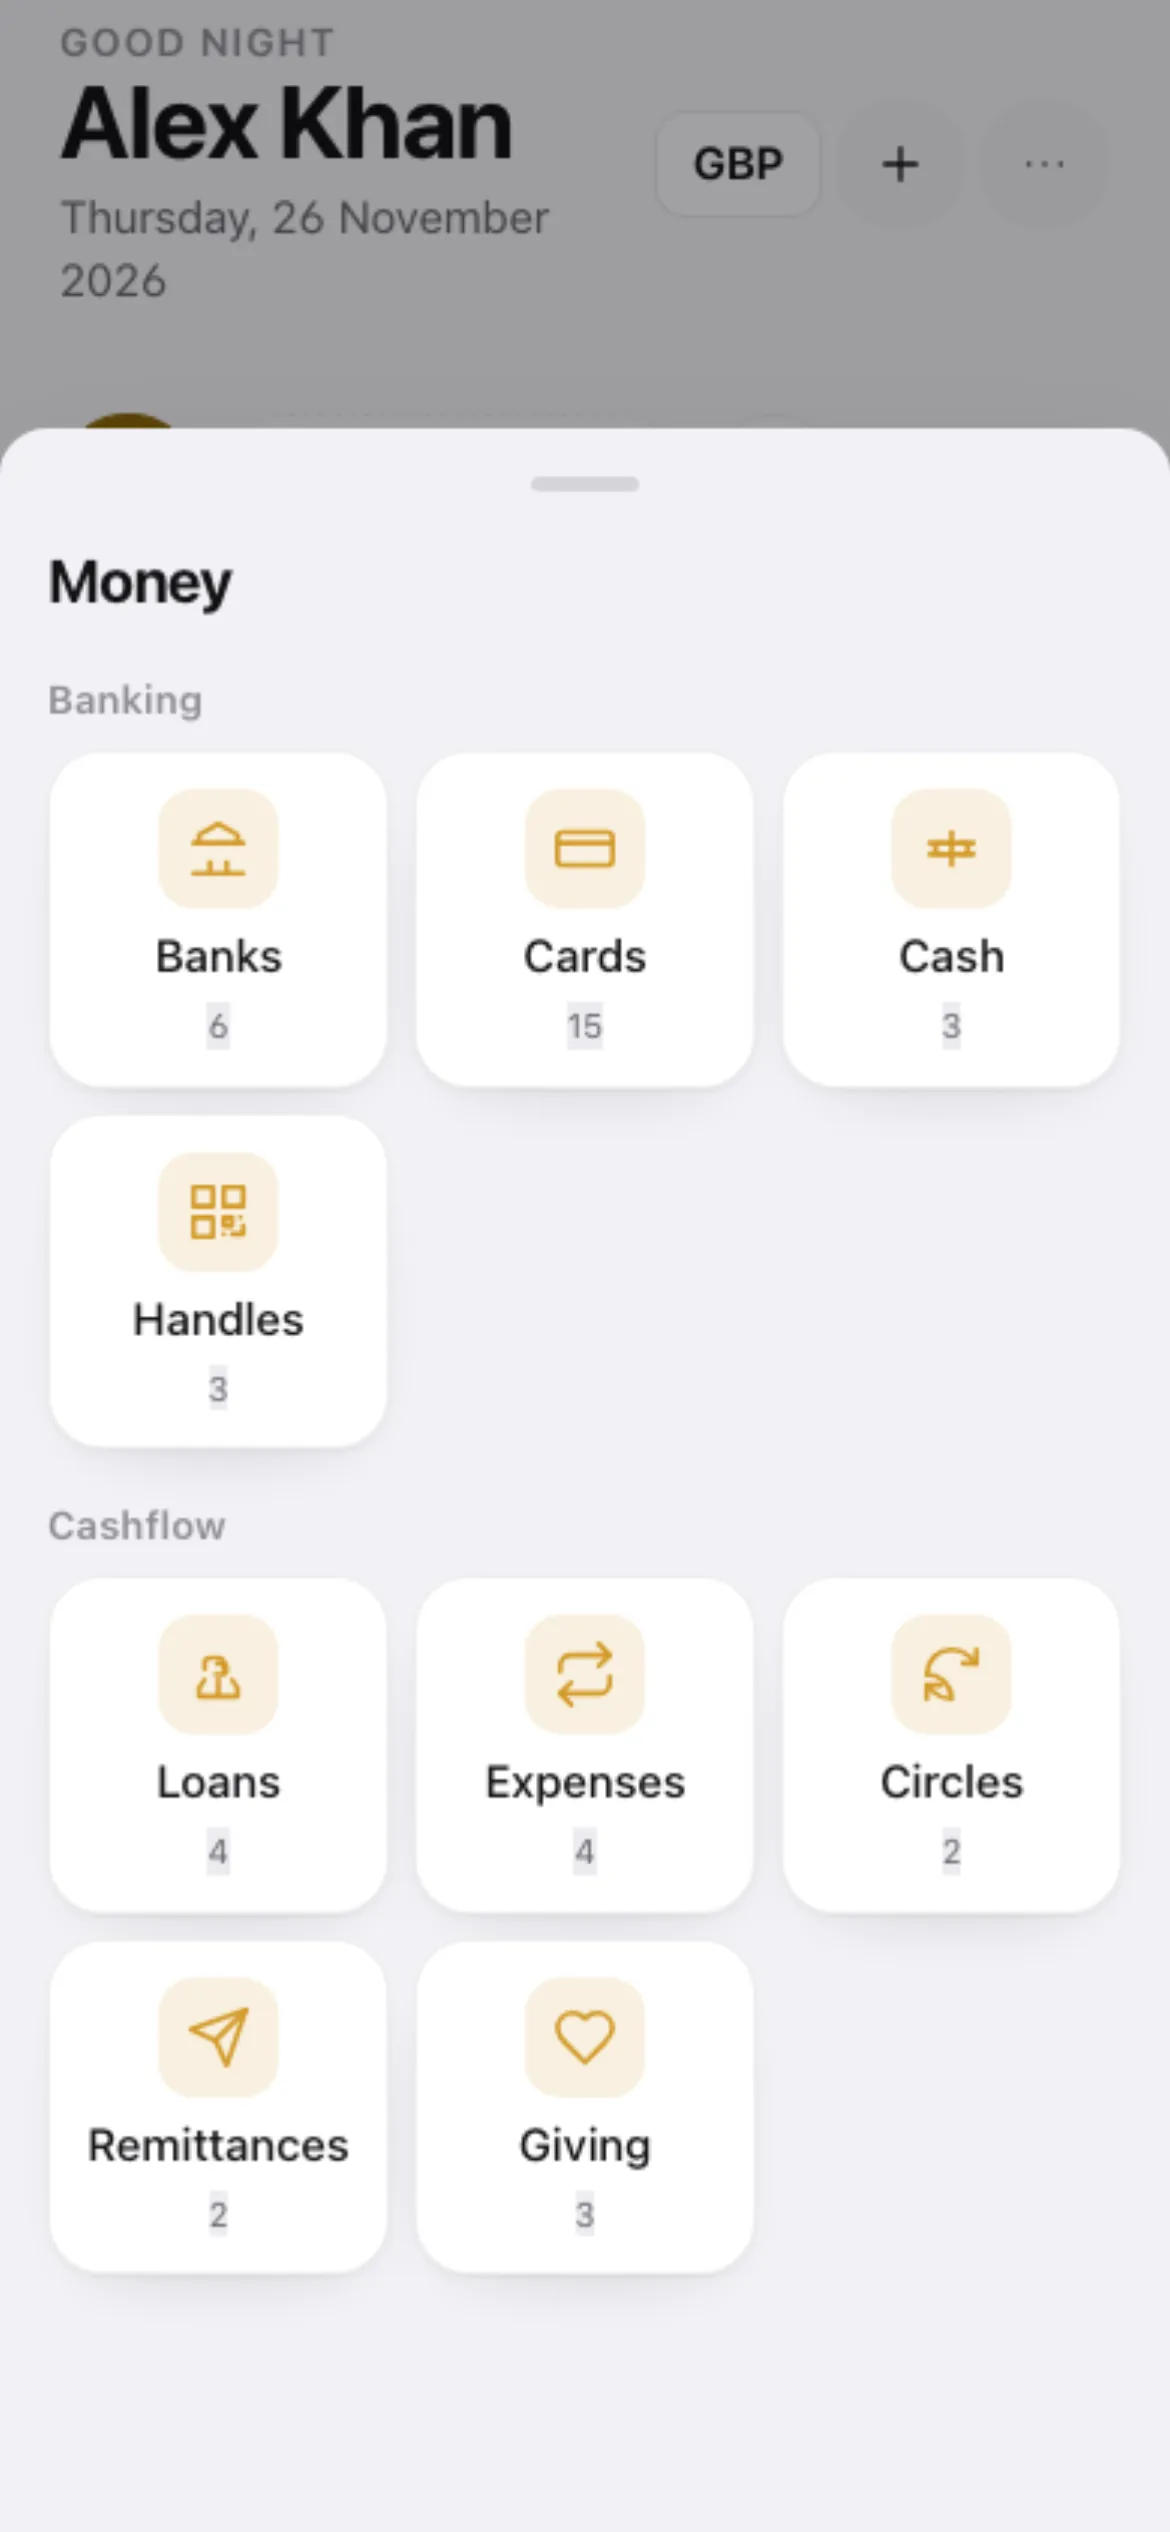 GOOD NIGHT
Alex Khan
GBP
Thursday, 26 November
2026
Money
Banking
Banks
6
Cards
15
Cash
3
Handles
3
Cashflow
Loans
4
Expenses
4
Circles
2
Remittances
2
Giving
3